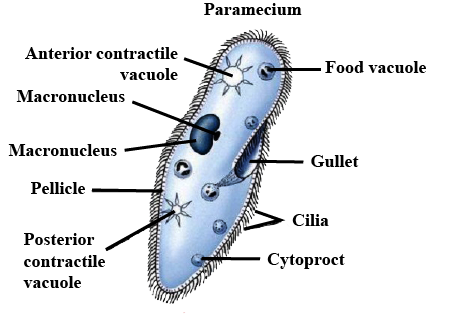 Paramecium
Anterior contractile
vacuole
Food vacuole
Macronucleus
Macronucleus
Gullet
Pellicle
Cilia
Posterior
contractile
vacuole
Cytoproct